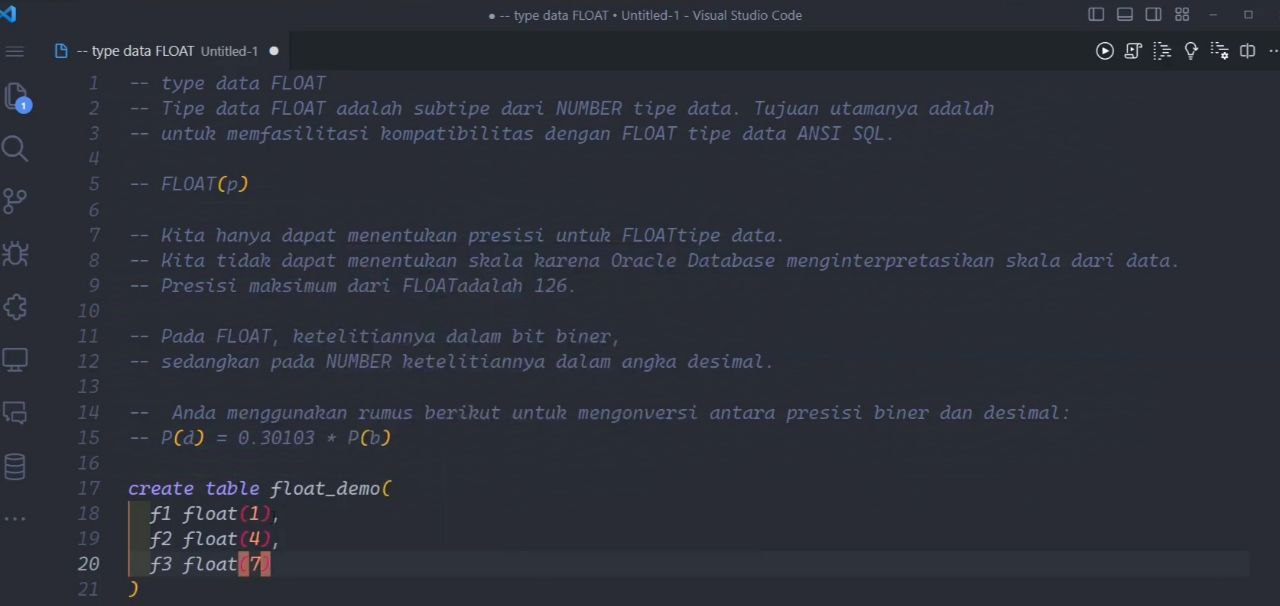 -- type data FLOAT • Untitled-1 - Visual Studio Code
-- type data FLOAT Untitled-1
1
1 -- type data FLOAT
2 -- Tipe data FLOAT adalah subtipe dari NUMBER tipe data. Tujuan utamanya adalah
3 -- untuk memfasilitasi kompatibilitas dengan FLOAT tipe data ANSI SQL.
4
5 -- FLOAT(p)
6
7 -- Kita hanya dapat menentukan presisi untuk FLOATtipe data.
8 -- Kita tidak dapat menentukan skala karena Oracle Database menginterpretasikan skala dari data.
9 -- Presisi maksimum dari FLOATadalah 126.
10
11 -- Pada FLOAT, ketelitiannya dalam bit biner,
12 -- sedangkan pada NUMBER ketelitiannya dalam angka desimal.
13
14 --  Anda menggunakan rumus berikut untuk mengonversi antara presisi biner dan desimal:
15 -- P(d) = 0.30103 * P(b)
16
17 create table float_demo(
18 f1 float(1),
19 f2 float(4),
20 f3 float(7)
21 )